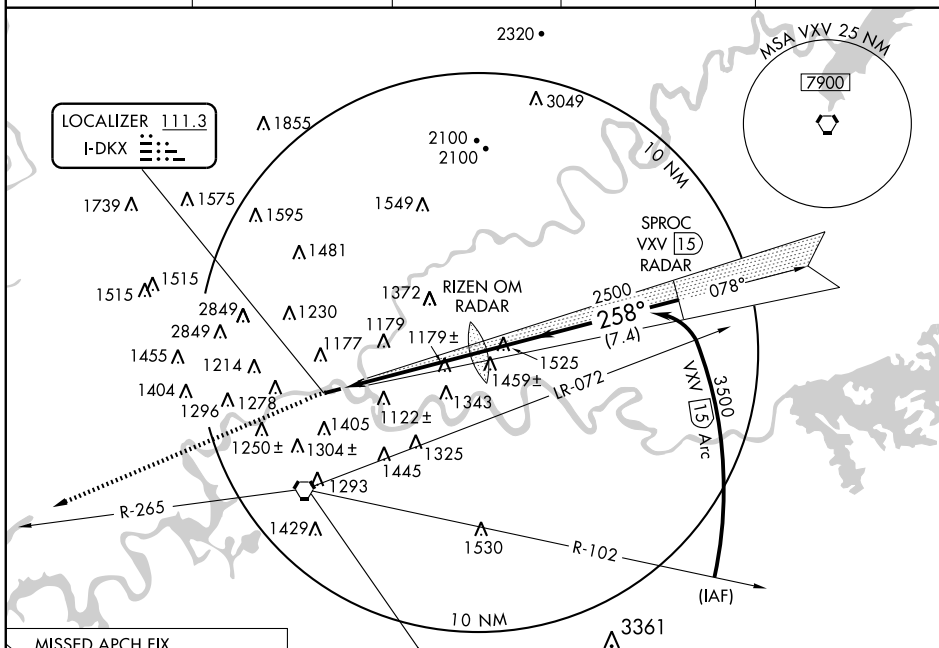 2320
MSA VXV 25 NM
7900
LOCALIZER 111.3
I-DKX
1855
3049
2100
2100
10 NM
1739
1575
1595
1549
SPROC
VXV 15
RADAR
1481
1515
1515
RIZEN OM
RADAR
1372
2500
078°
258°
(7.4)
2849
1230
2849
1179
1179±
1177
1525
1455
1214
1459±
LR-072
3500
VXV 15 Arc
1404
1296
1278
1122±
1343
1405
1250±
1304±
1325
1445
1293
R-265
1429
1530
R-102
(IAF)
10 NM
3361
MISSED APCH FIX